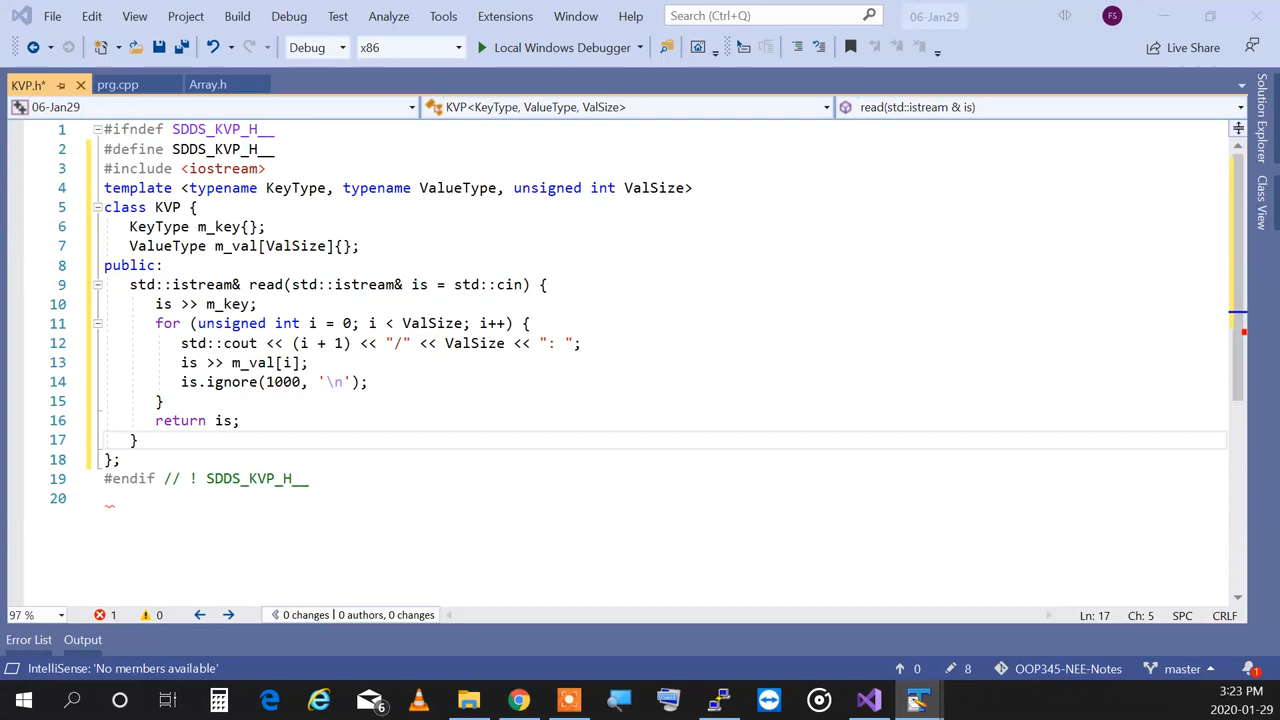 File Edit View Project Build Debug Test Analyze Tools Extensions Window Help Search (Ctrl+Q) 06-Jan29 FS
Debug x86 Local Windows Debugger Live Share
KVP.h* prg.cpp Array.h
06-Jan29 KVP<KeyType, ValueType, ValSize> read(std::istream & is)
Solution Explorer
Class View
1 #ifndef SDDS_KVP_H__
2 #define SDDS_KVP_H__
3 #include <iostream>
4 template <typename KeyType, typename ValueType, unsigned int ValSize>
5 class KVP {
6 KeyType m_key{};
7 ValueType m_val[ValSize]{};
8 public:
9 std::istream& read(std::istream& is = std::cin) {
10 is >> m_key;
11 for (unsigned int i = 0; i < ValSize; i++) {
12 std::cout << (i + 1) << "/" << ValSize << ": ";
13 is >> m_val[i];
14 is.ignore(1000, '\n');
15 }
16 return is;
17 }
18 };
19 #endif // ! SDDS_KVP_H__
20
97 % 1 0 0 changes | 0 authors, 0 changes Ln: 17 Ch: 5 SPC CRLF
Error List Output
IntelliSense: 'No members available' 0 8 OOP345-NEE-Notes master 1
6 3:23 PM
2020-01-29